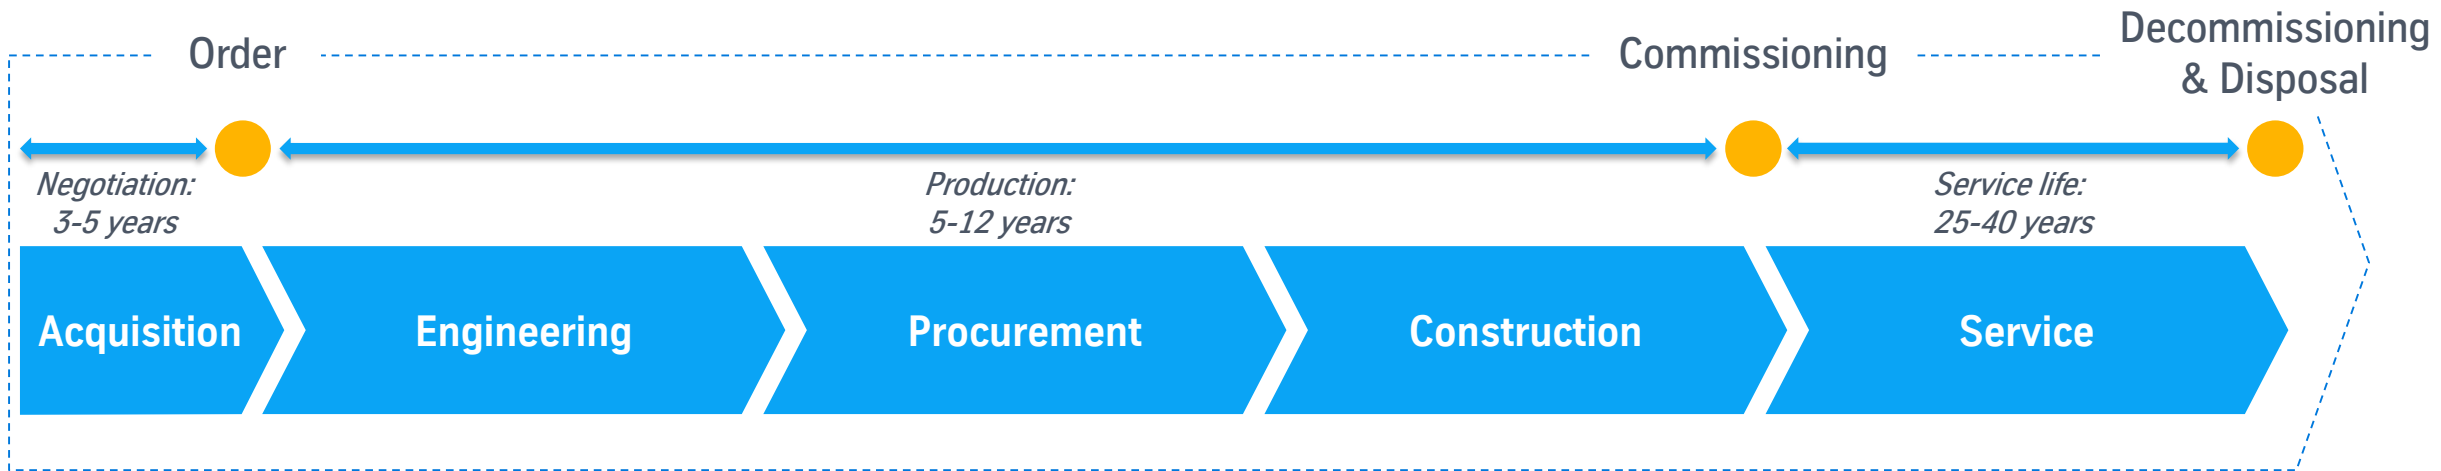 Order
Commissioning
Decommissioning
& Disposal
Negotiation:
3-5 years
Production:
5-12 years
Service life:
25-40 years
Acquisition
Engineering
Procurement
Construction
Service